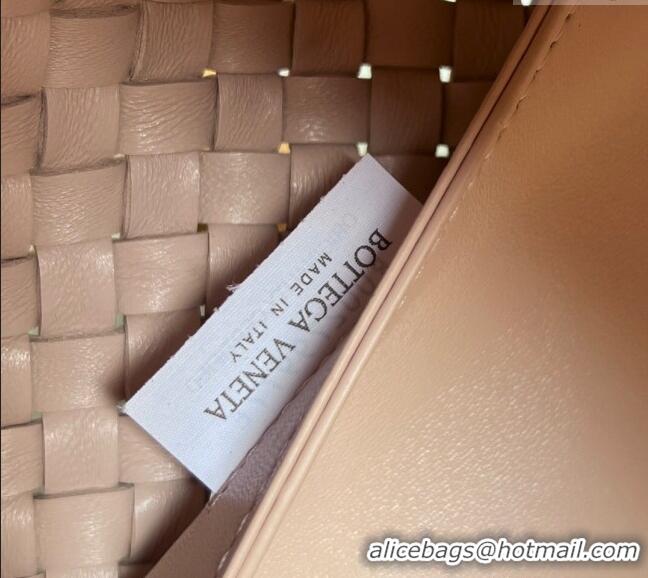 BOTTEGA VENETA
MADE IN ITALY
alicebags@hotmail.com